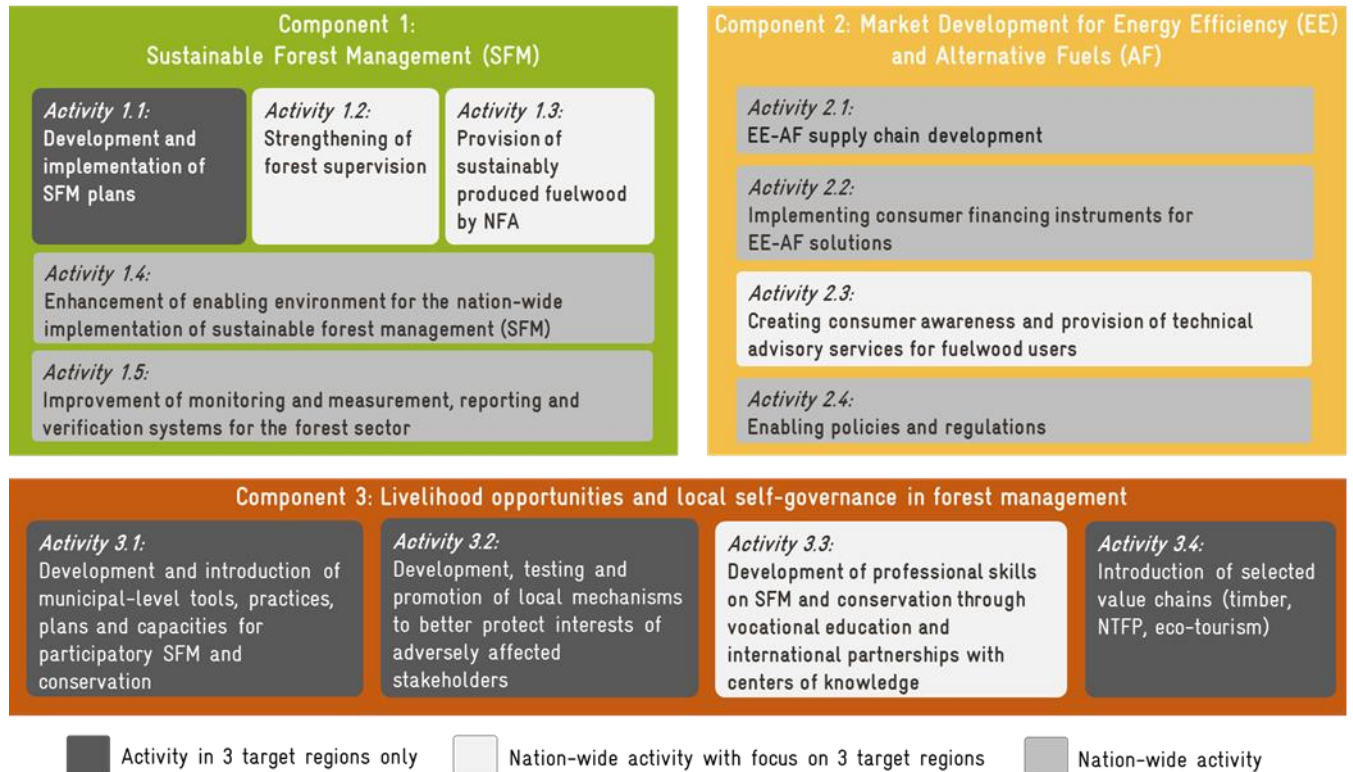 Component 1:
Sustainable Forest Management (SFM)
Activity 1.1:
Development and
implementation of
SFM plans
Activity 1.2:
Strengthening of
forest supervision
Activity 1.3:
Provision of
sustainably
produced fuelwood
by NFA
Activity 1.4:
Enhancement of enabling environment for the nation-wide
implementation of sustainable forest management (SFM)
Activity 1.5:
Improvement of monitoring and measurement, reporting and
verification systems for the forest sector
Component 2: Market Development for Energy Efficiency (EE)
and Alternative Fuels (AF)
Activity 2.1:
EE-AF supply chain development
Activity 2.2:
Implementing consumer financing instruments for
EE-AF solutions
Activity 2.3:
Creating consumer awareness and provision of technical
advisory services for fuelwood users
Activity 2.4:
Enabling policies and regulations
Component 3: Livelihood opportunities and local self-governance in forest management
Activity 3.1:
Development and introduction of
municipal-level tools, practices,
plans and capacities for
participatory SFM and
conservation
Activity 3.2:
Development, testing and
promotion of local mechanisms
to better protect interests of
adversely affected
stakeholders
Activity 3.3:
Development of professional skills
on SFM and conservation through
vocational education and
international partnerships with
centers of knowledge
Activity 3.4:
Introduction of selected
value chains (timber,
NTFP, eco-tourism)
Activity in 3 target regions only
Nation-wide activity with focus on 3 target regions
Nation-wide activity